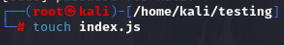 ┌──(root㉿kali)-[/home/kali/testing]
└─# touch index.js